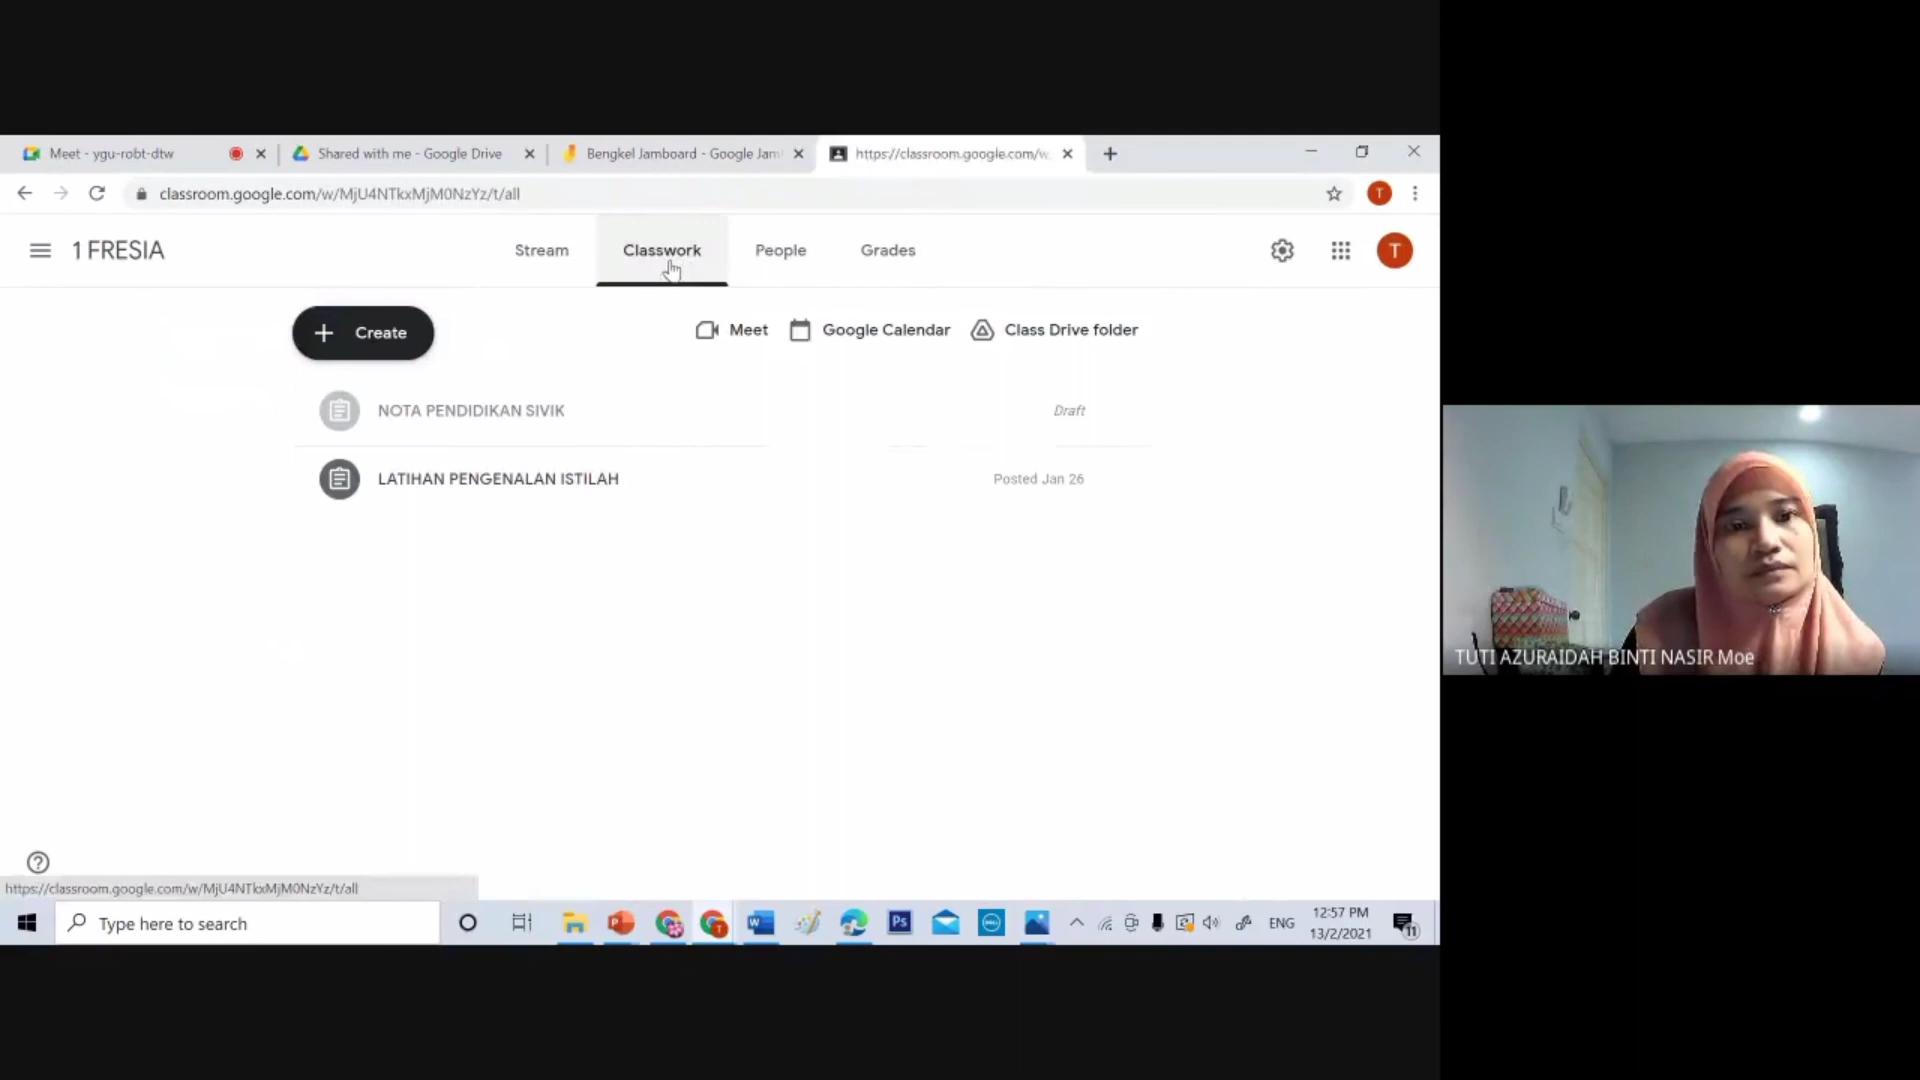 Meet - ygu-robt-dtw
Shared with me - Google Drive
Bengkel Jamboard - Google Jam
https://classroom.google.com/w
classroom.google.com/w/MjU4NTkxMjM0NzYz/t/all
T
1 FRESIA
Stream
Classwork
People
Grades
T
+ Create
Meet
Google Calendar
Class Drive folder
NOTA PENDIDIKAN SIVIK
Draft
LATIHAN PENGENALAN ISTILAH
Posted Jan 26
TUTI AZURAIDAH BINTI NASIR Moe
https://classroom.google.com/w/MjU4NTkxMjM0NzYz/t/all
Type here to search
Ps
ENG
12:57 PM
13/2/2021
11